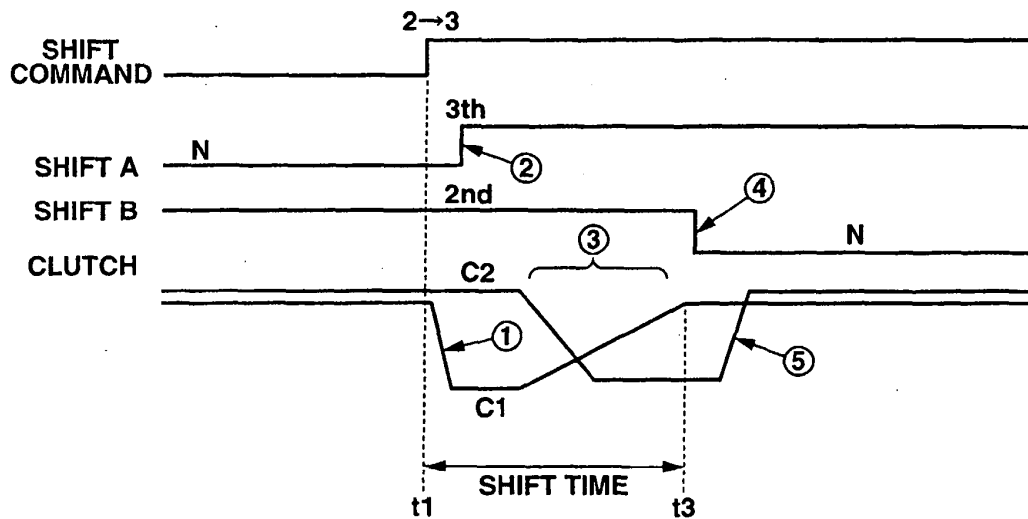 2→3
SHIFT
COMMAND
3th
N
②
SHIFT A
2nd
SHIFT B
④
③
N
CLUTCH
C2
①
⑤
C1
SHIFT TIME
t1
t3